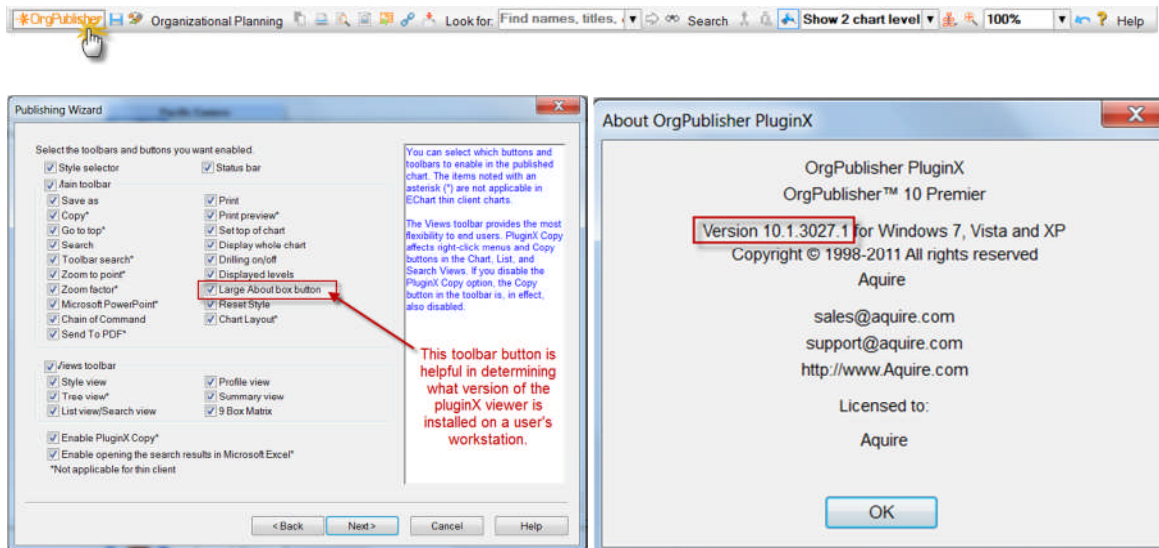 OrgPublisher Organizational Planning Look for: Find names, titles, Search Show 2 chart level 100% Help
Publishing Wizard
Select the toolbars and buttons you want enabled.
Style selector Status bar
Main toolbar
Save as Print
Copy* Print preview*
Go to top* Set top of chart
Search Display whole chart
Toolbar search* Drilling on/off
Zoom to point* Displayed levels
Zoom factor* Large About box button
Microsoft PowerPoint* Reset Style
Chain of Command Chart Layout*
Send To PDF*
Views toolbar
Style view Profile view
Tree view* Summary view
List view/Search view 9 Box Matrix
Enable PluginX Copy*
Enable opening the search results in Microsoft Excel*
*Not applicable for thin client
You can select which buttons and
toolbars to enable in the published
chart. The items noted with an
asterisk (*) are not applicable in
EChart thin client charts.
The Views toolbar provides the most
flexibility to end users. PluginX Copy
affects right-click menus and Copy
buttons in the Chart, List, and
Search Views. If you disable the
PluginX Copy option, the Copy
button in the toolbar is, in effect,
also disabled.
This toolbar button is
helpful in determining
what version of the
pluginX viewer is
installed on a user's
workstation.
< Back Next > Cancel Help
About OrgPublisher PluginX
OrgPublisher PluginX
OrgPublisher™ 10 Premier
Version 10.1.3027.1 for Windows 7, Vista and XP
Copyright © 1998-2011 All rights reserved
Aquire
sales@aquire.com
support@aquire.com
http://www.Aquire.com
Licensed to:
Aquire
OK